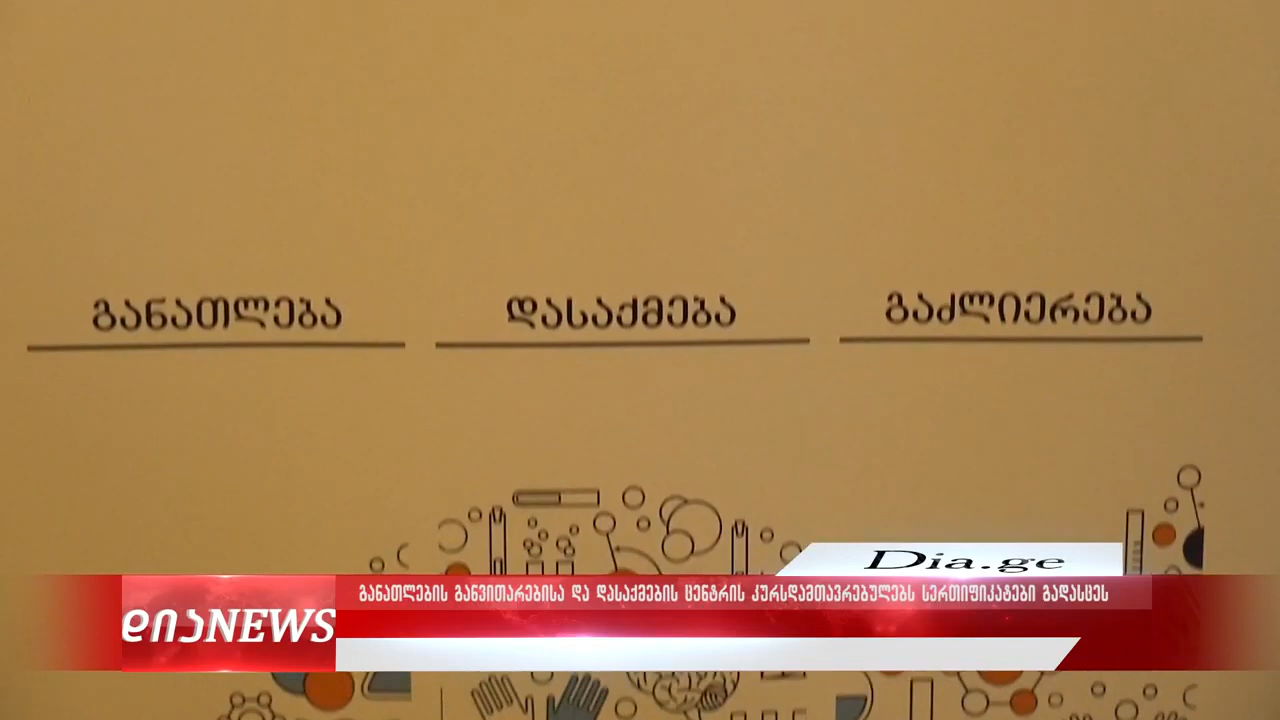 განათლება
დასაქმება
გაძლიერება
Dia.ge
განათლების განვითარებისა და დასაქმების ცენტრის კურსდამთავრებულებს სერთიფიკატები გადასცეს
დიაNEWS